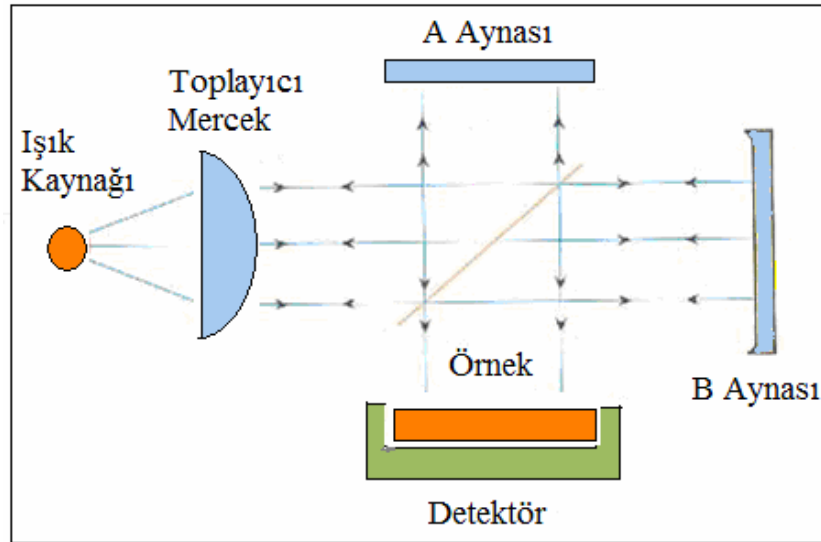 A Aynası
Toplayıcı
Mercek
Işık
Kaynağı
Örnek
B Aynası
Detektör